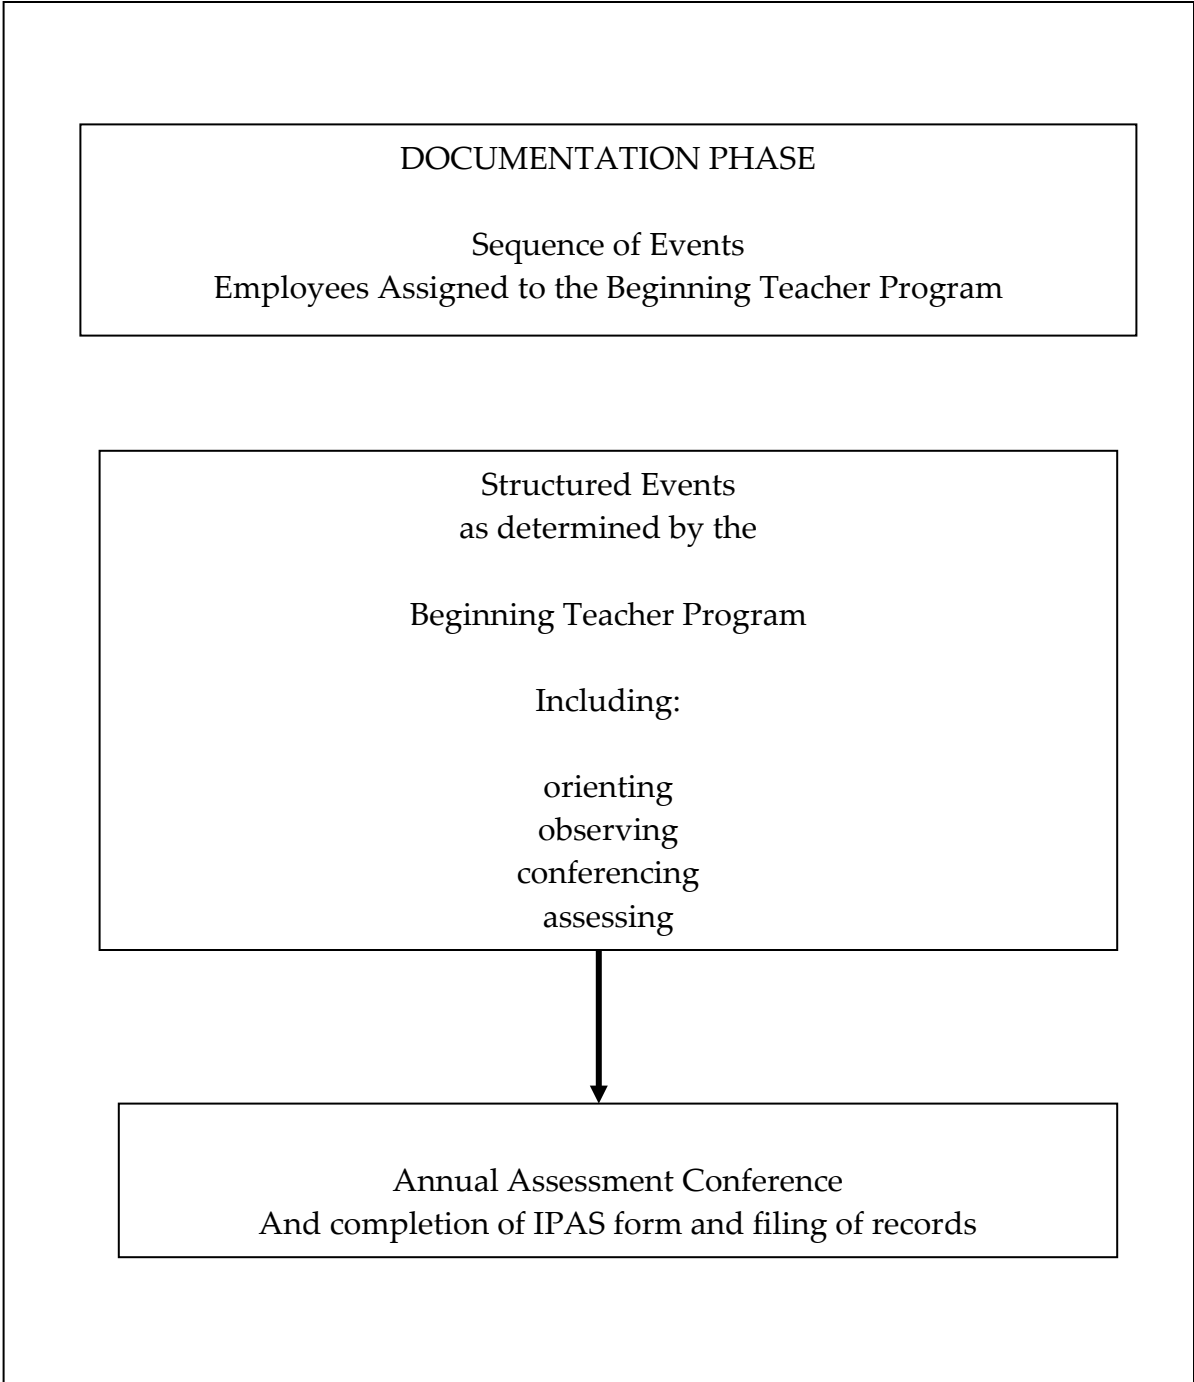 DOCUMENTATION PHASE
Sequence of Events
Employees Assigned to the Beginning Teacher Program
Structured Events
as determined by the
Beginning Teacher Program
Including:
orienting
observing
conferencing
assessing
Annual Assessment Conference
And completion of IPAS form and filing of records